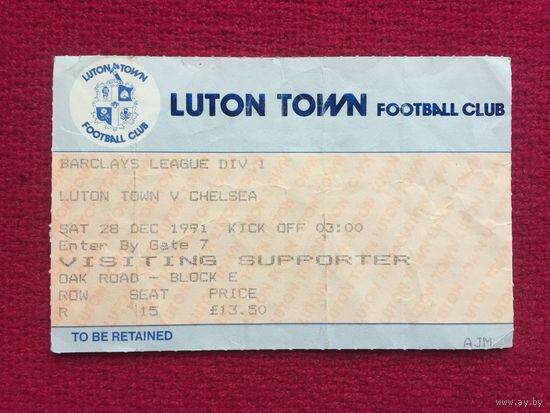 LUTON TOWN
FOOTBALL CLUB
LUTON TOWN FOOTBALL CLUB
BARCLAYS LEAGUE DIV 1
LUTON TOWN V CHELSEA
SAT 28 DEC 1991 KICK OFF 03:00
Enter By Gate 7
VISITING SUPPORTER
OAK ROAD - BLOCK E
ROW SEAT PRICE
R 15 £13.50
TO BE RETAINED
AJM
www.ay.by